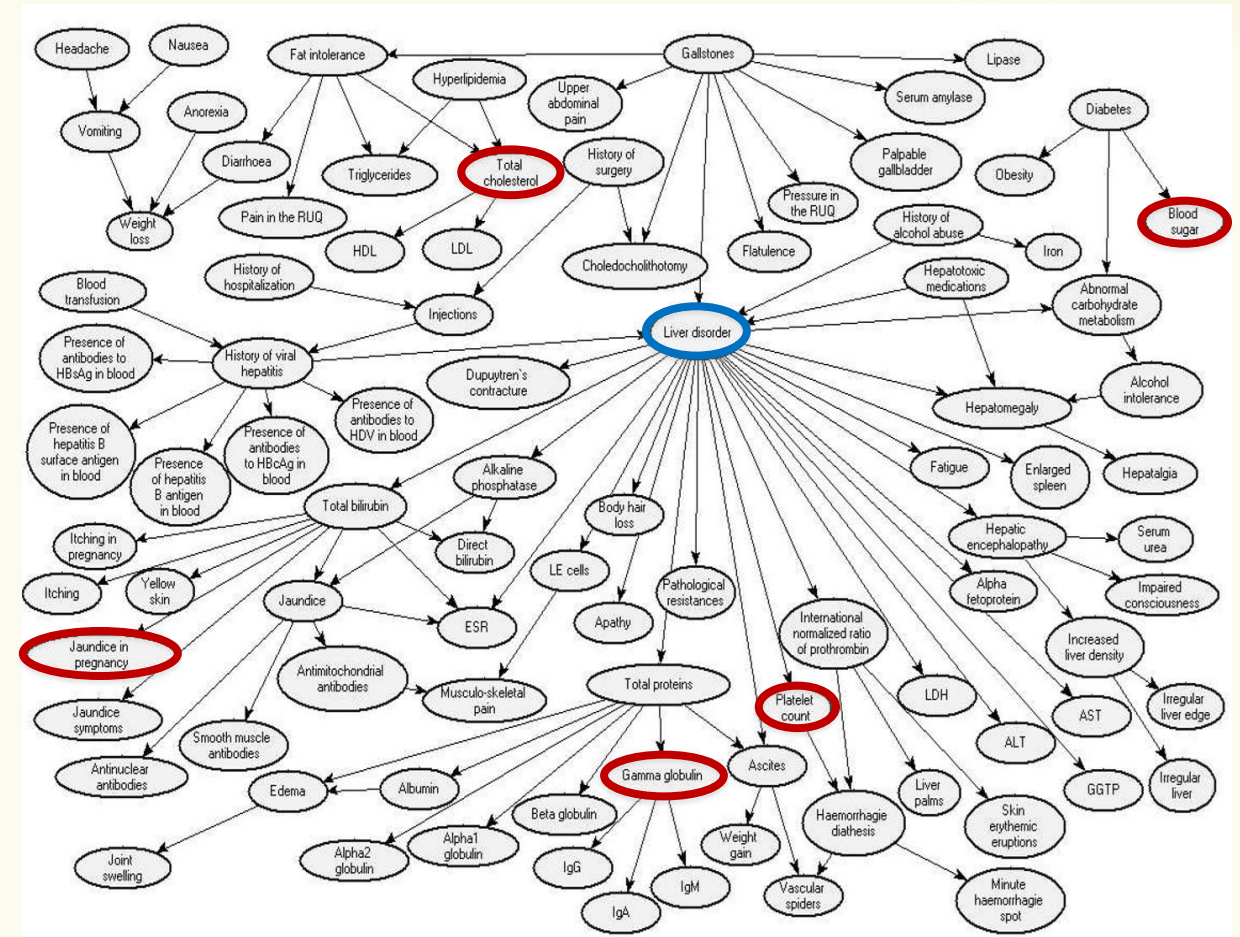 Headache
Nausea
Fat intolerance
Gallstones
Lipase
Hyperlipidemia
Upper
abdominal
pain
Serum amylase
Diabetes
Vomiting
Anorexia
Diarrhoea
Triglycerides
Total
cholesterol
History of
surgery
Palpable
gallbladder
Obesity
Weight
loss
Pain in the RUQ
HDL
LDL
Pressure in
the RUQ
Flatulence
History of
alcohol abuse
Blood
sugar
Iron
History of
hospitalization
Choledocholithotomy
Hepatotoxic
medications
Blood
transfusion
Injections
Abnormal
carbohydrate
metabolism
Liver disorder
Presence of
antibodies to
HBsAg in blood
History of viral
hepatitis
Dupuytren`s
contracture
Alcohol
intolerance
Presence of
antibodies to
HDV in blood
Hepatomegaly
Presence of
hepatitis B
surface antigen
in blood
Presence
of hepatitis
B antigen
in blood
Presence of
antibodies
to HBcAg in
blood
Alkaline
phosphatase
Fatigue
Enlarged
spleen
Hepatalgia
Total bilirubin
Body hair
loss
Itching in
pregnancy
Direct
bilirubin
Hepatic
encephalopathy
Serum
urea
Itching
Yellow
skin
Jaundice
LE cells
Pathological
resistances
Alpha
fetoprotein
Impaired
consciousness
ESR
Apathy
International
normalized ratio
of prothrombin
Jaundice in
pregnancy
Increased
liver density
Antimitochondrial
antibodies
Musculo-skeletal
pain
Total proteins
Platelet
count
LDH
AST
Irregular
liver edge
Jaundice
symptoms
Smooth muscle
antibodies
ALT
Antinuclear
antibodies
Edema
Albumin
Gamma globulin
Ascites
Liver
palms
GGTP
Irregular
liver
Beta globulin
Haemorrhagie
diathesis
Skin
erythemic
eruptions
Joint
swelling
Alpha2
globulin
Alpha1
globulin
IgG
Weight
gain
IgM
IgA
Vascular
spiders
Minute
haemorrhagie
spot